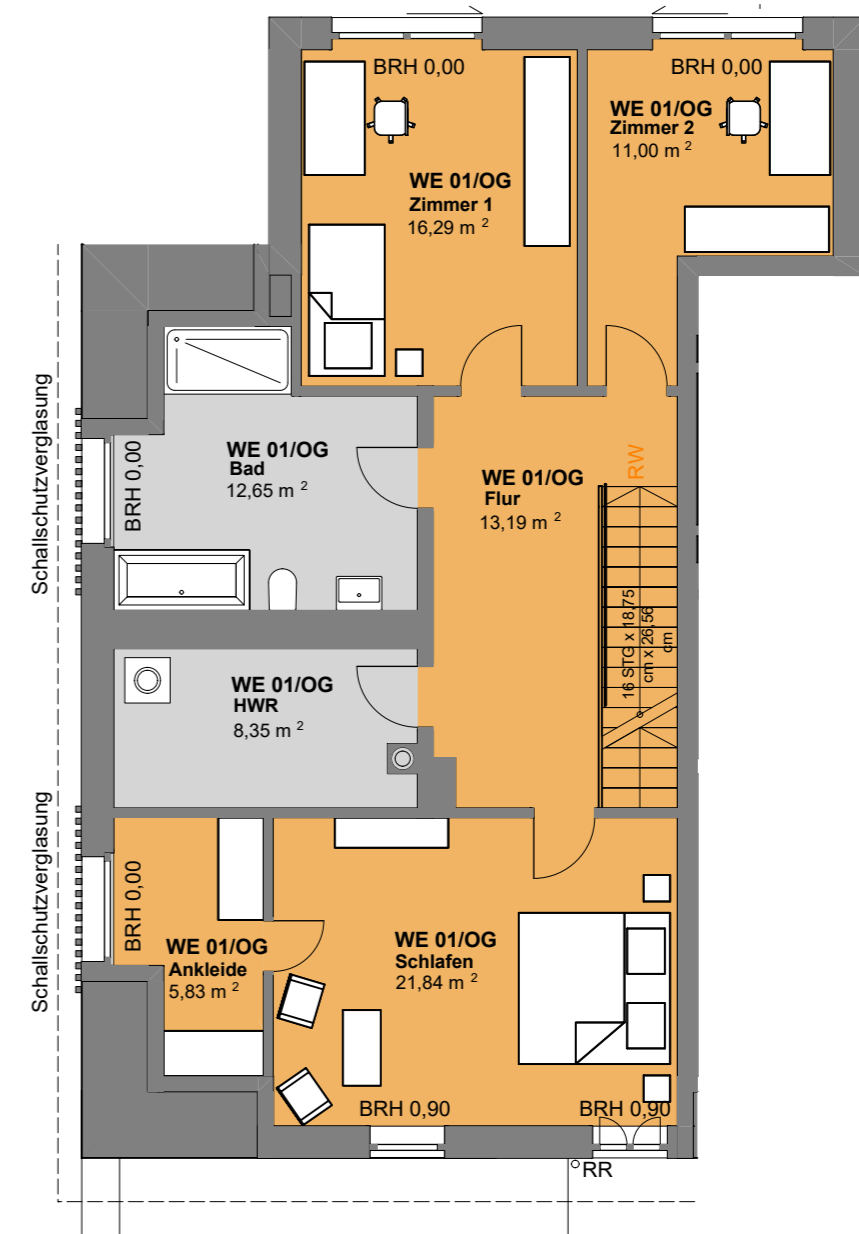 BRH 0,00
BRH 0,00
WE 01/OG
Zimmer 2
11,00 m ²
WE 01/OG
Zimmer 1
16,29 m ²
Schallschutzverglasung
BRH 0,00
WE 01/OG
Bad
12,65 m ²
WE 01/OG
Flur
13,19 m ²
RW
16 STG x 18,75
cm x 26,56
cm
WE 01/OG
HWR
8,35 m ²
Schallschutzverglasung
BRH 0,00
WE 01/OG
Ankleide
5,83 m ²
WE 01/OG
Schlafen
21,84 m ²
BRH 0,90
BRH 0,90
RR